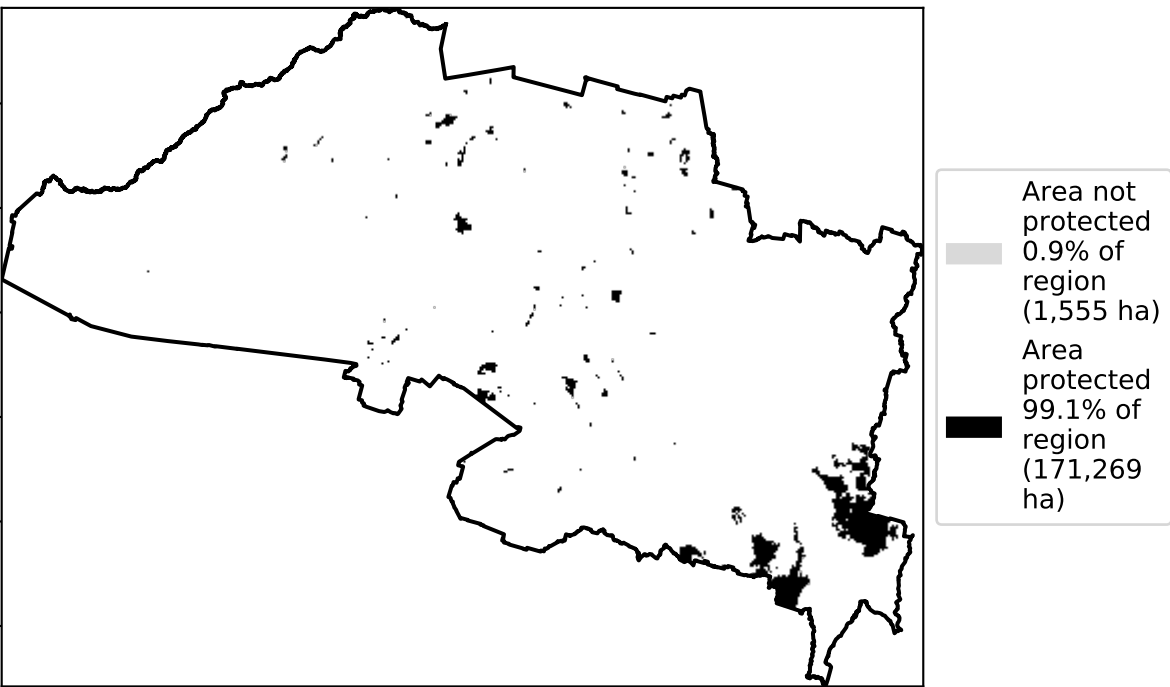 Area not
protected
0.9% of
region
(1,555 ha)
Area
protected
99.1% of
region
(171,269
ha)